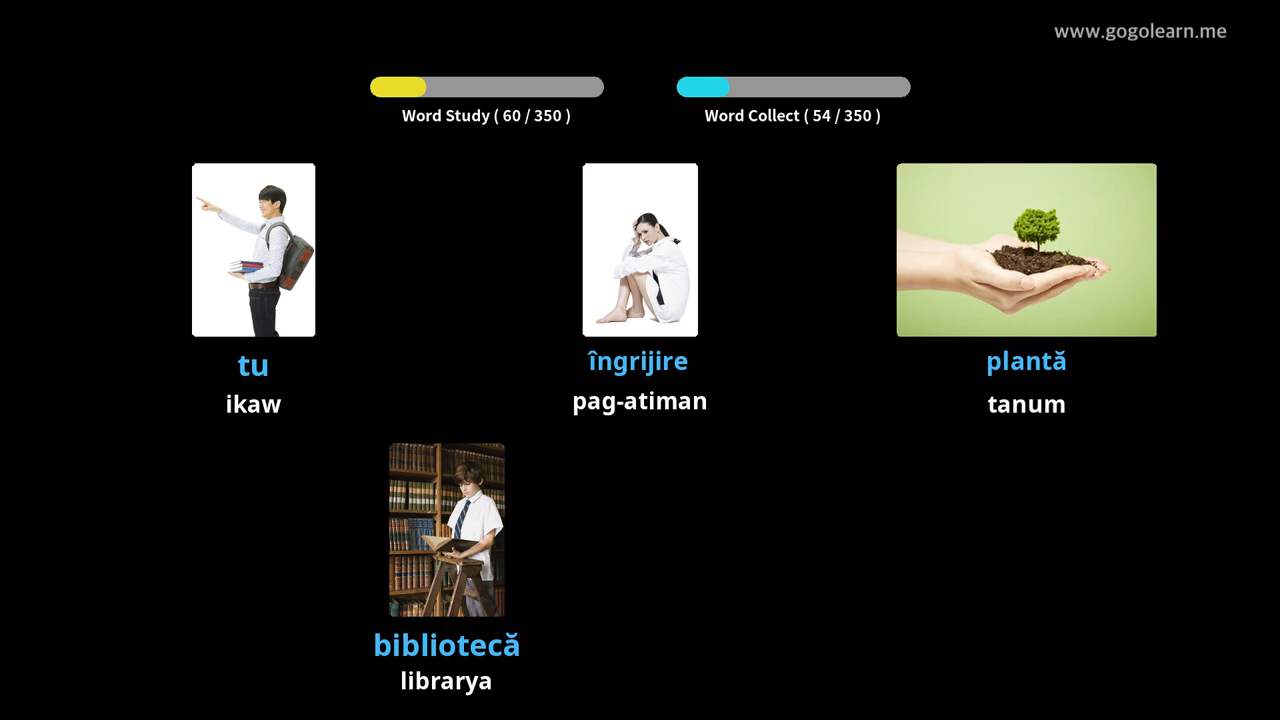 www.gogolearn.me
Word Study ( 60 / 350 )
Word Collect ( 54 / 350 )
tu
ikaw
îngrijire
pag-atiman
plantă
tanum
bibliotecă
librarya